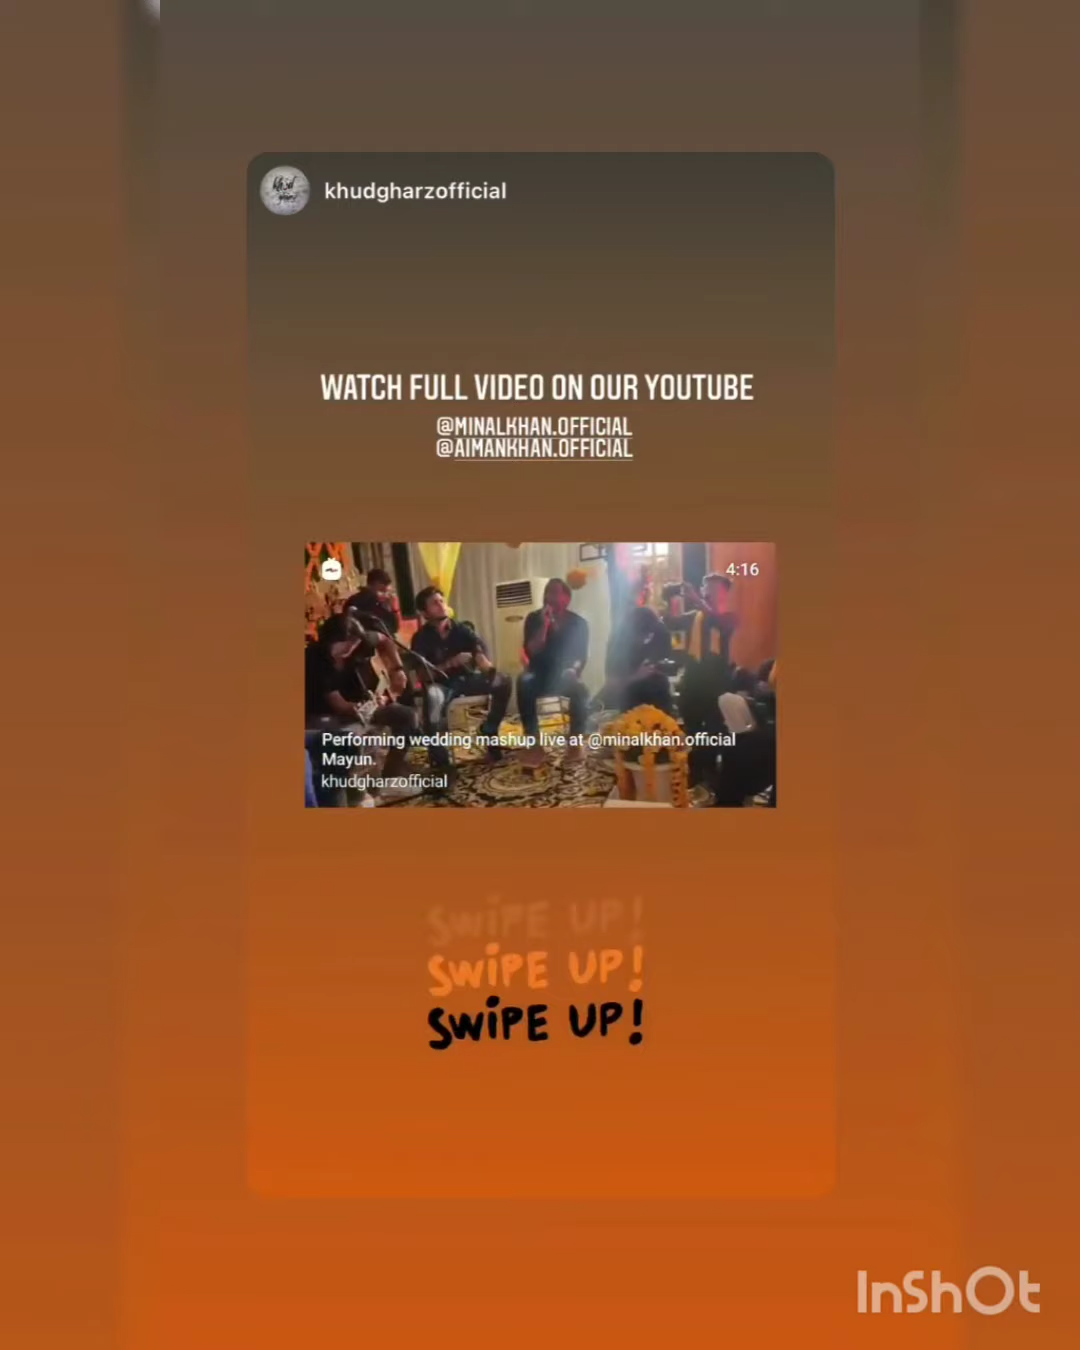 khudgharzofficial
WATCH FULL VIDEO ON OUR YOUTUBE
@MINALKHAN.OFFICIAL
@AIMANKHAN.OFFICIAL
4:16
Performing wedding mashup live at @minalkhan.official
Mayun.
khudgharzofficial
SWiPE UP!
SWiPE UP!
SWiPE UP!
InShOt